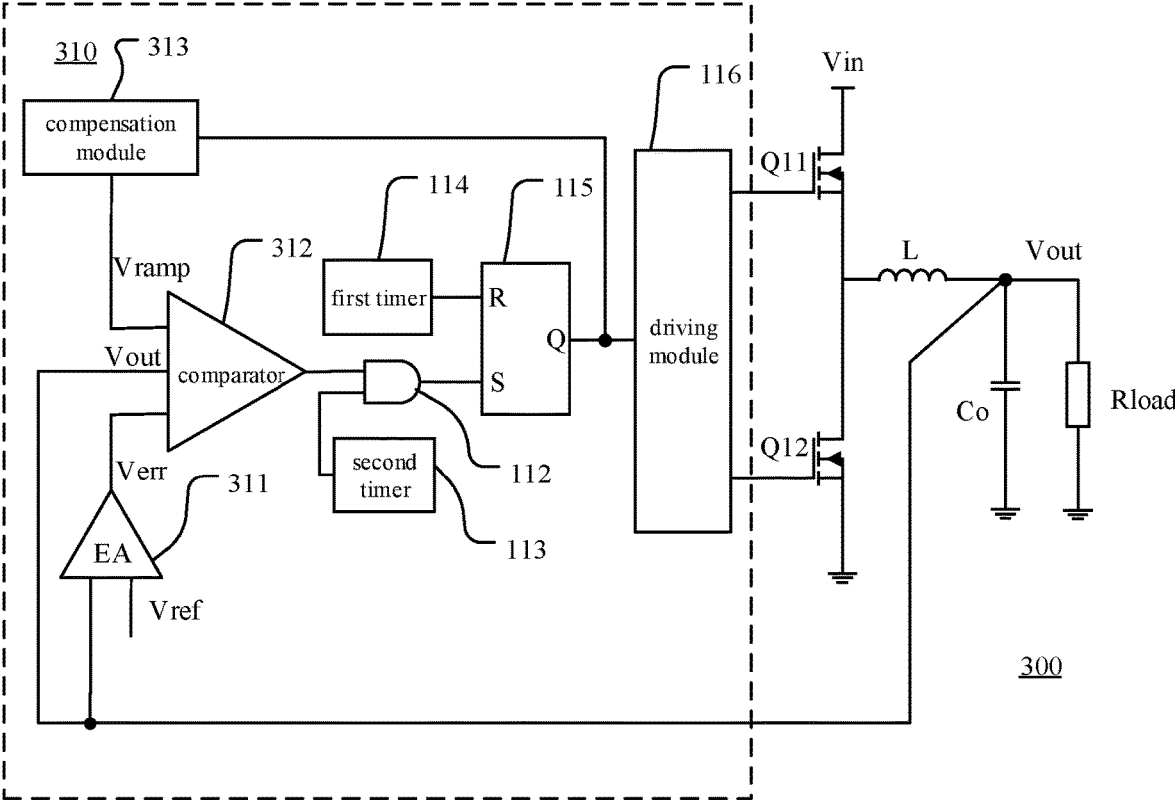 310
313
116
Vin
compensation
module
Q11
114
115
312
Vramp
L
Vout
first timer
R
Q
driving
module
Vout
comparator
S
Co
Rload
Q12
Verr
second
timer
112
311
113
EA
Vref
300